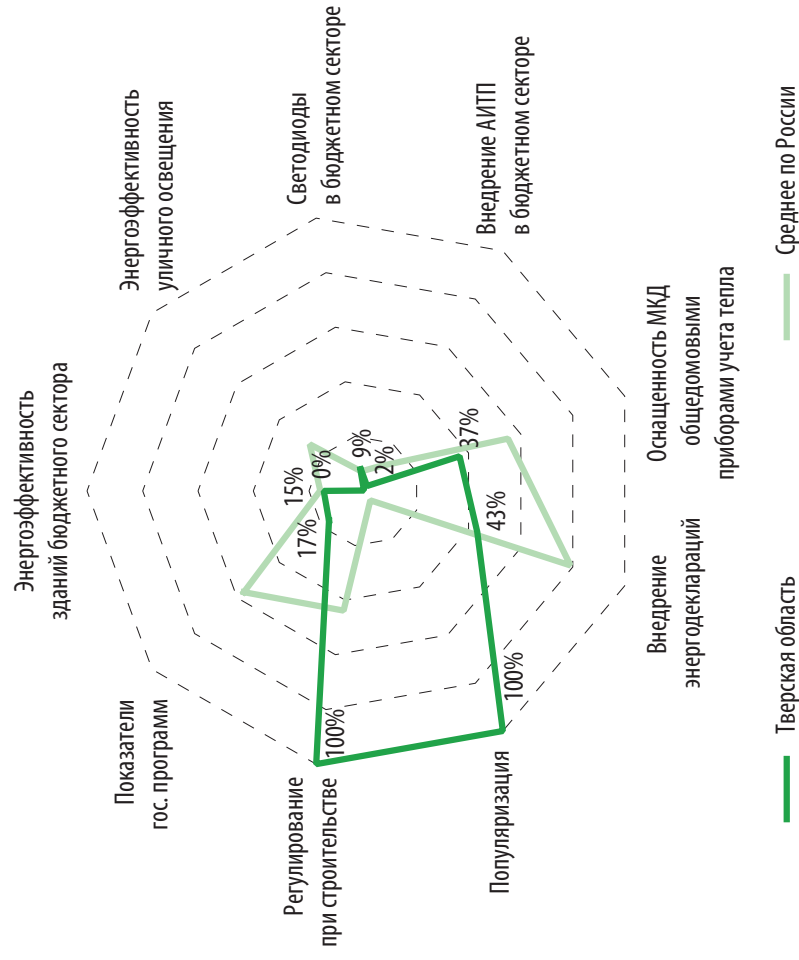 Энергоэффективность
зданий бюджетного сектора
Энергоэффективность
уличного освещения
Светодиоды
в бюджетном секторе
Внедрение АИТП
в бюджетном секторе
Оснащенность МКД
общедомовыми
приборами учета тепла
Внедрение
энергодеклараций
Популяризация
Регулирование
при строительстве
Показатели
гос. программ
15%
0%
9%
2%
37%
43%
100%
100%
17%
Тверская область
Среднее по России